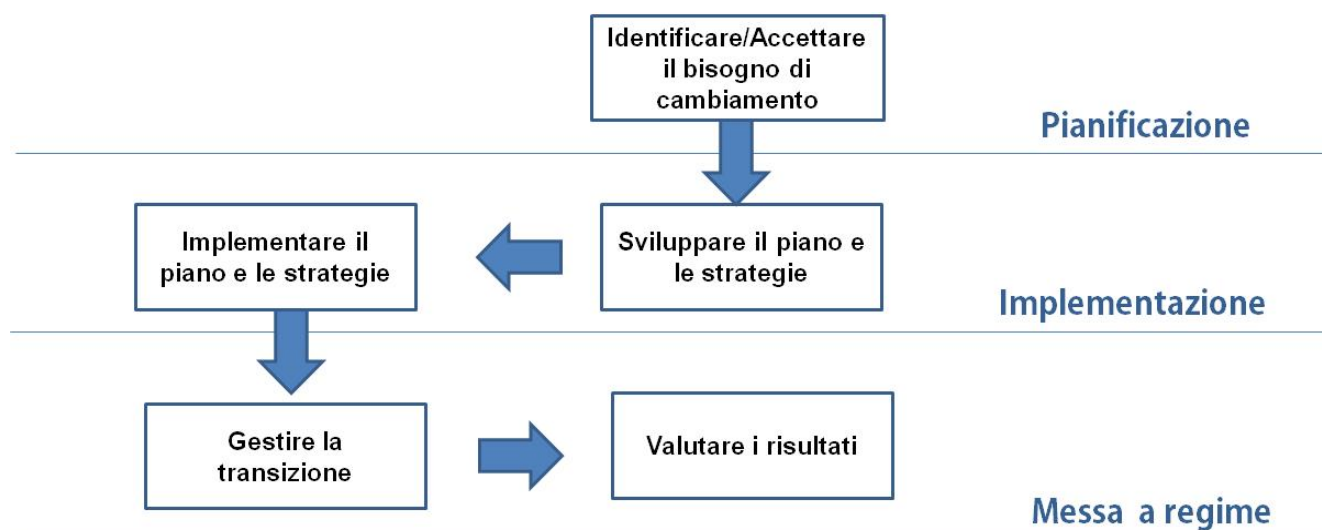 Identificare/Accettare
il bisogno di
cambiamento
Pianificazione
Implementare il
piano e le strategie
Sviluppare il piano e
le strategie
Implementazione
Gestire la
transizione
Valutare i risultati
Messa a regime